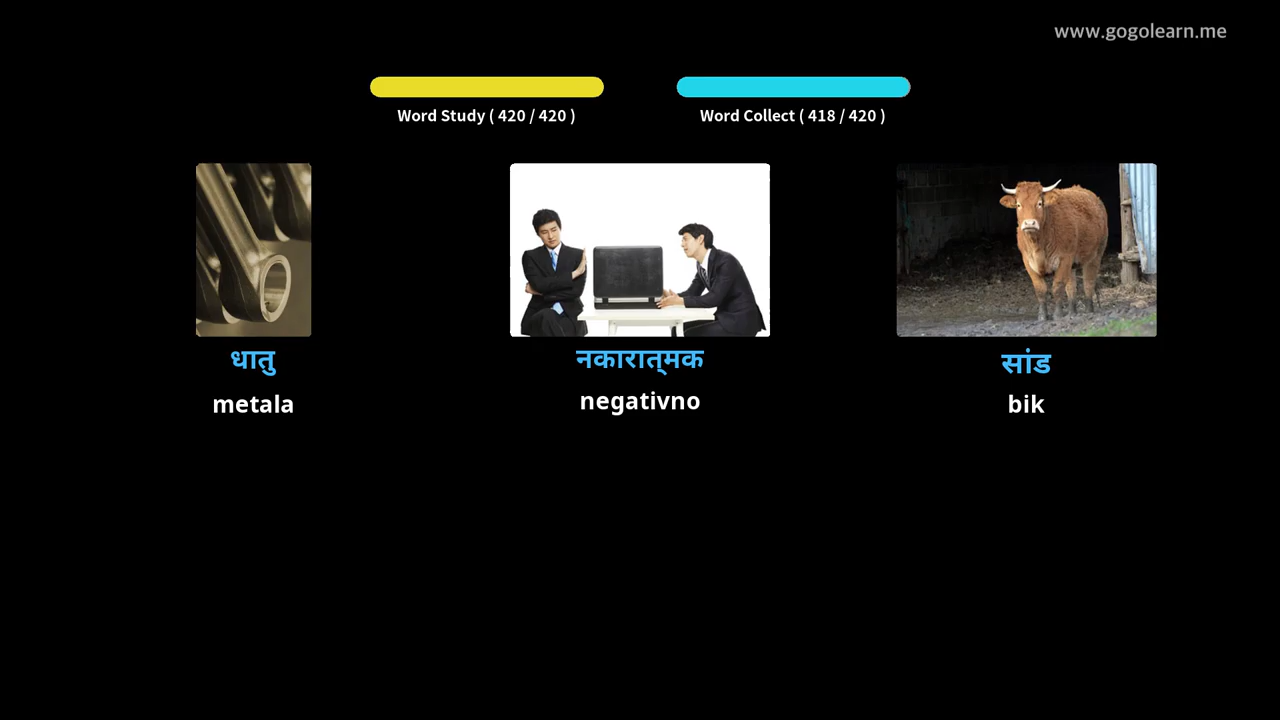 www.gogolearn.me
Word Study ( 420 / 420 )
Word Collect ( 418 / 420 )
धातु
नकारात्मक
सांड
metala
negativno
bik